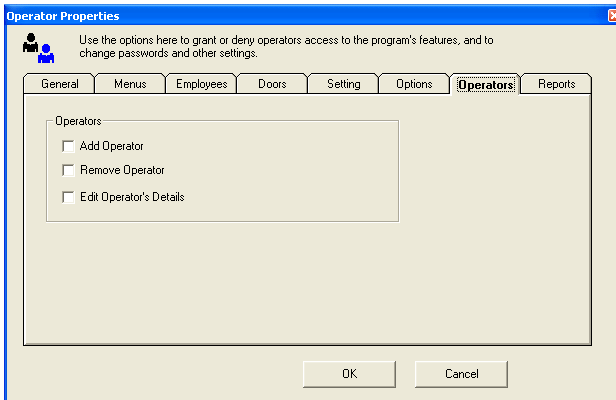 Operator Properties
Use the options here to grant or deny operators access to the program's features, and to
change passwords and other settings.
General Menus Employees Doors Setting Options Operators Reports
Operators
Add Operator
Remove Operator
Edit Operator's Details
OK Cancel